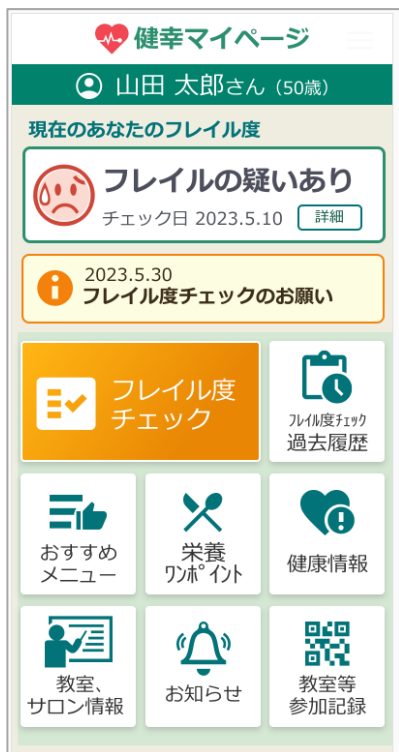 健幸マイページ
山田 太郎さん（50歳）
現在のあなたのフレイル度
フレイルの疑いあり
チェック日 2023.5.10 詳細
2023.5.30
フレイル度チェックのお願い
フレイル度
チェック
ﾌﾚｲﾙ度ﾁｪｯｸ
過去履歴
おすすめ
メニュー
栄養
ﾜﾝﾎﾟｲﾝﾄ
健康情報
教室、
サロン情報
お知らせ
教室等
参加記録